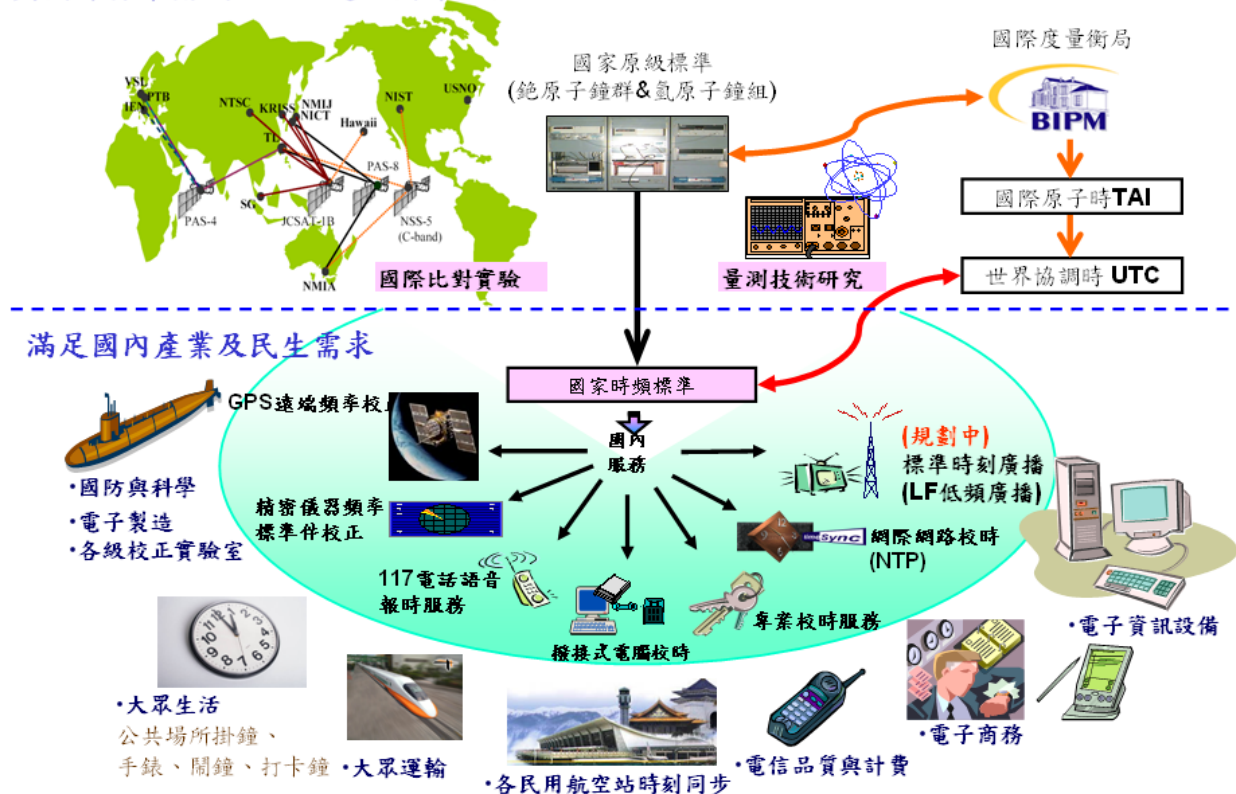 國家原級標準
(銫原子鐘群&氫原子鐘組)
國際度量衡局
BIPM
國際原子時TAI
世界協調時 UTC
VSL
PTB
IEN
NTSC
KRISS
NMIJ
NICT
TL
NIST
USNO
Hawaii
SG
PAS-4
JCSAT-1B
PAS-8
NSS-5
(C-band)
NMIA
國際比對實驗
量測技術研究
滿足國內產業及民生需求
國家時頻標準
國內
服務
GPS遠端頻率校正
精密儀器頻率
標準件校正
117電話語音
報時服務
撥接式電腦校時
專業校時服務
timeSync
網際網路校時
(NTP)
(規劃中)
標準時刻廣播
(LF低頻廣播)
•國防與科學
•電子製造
•各級校正實驗室
•大眾生活
公共場所掛鐘、
手錶、鬧鐘、打卡鐘
•大眾運輸
•各民用航空站時刻同步
•電信品質與計費
•電子商務
•電子資訊設備